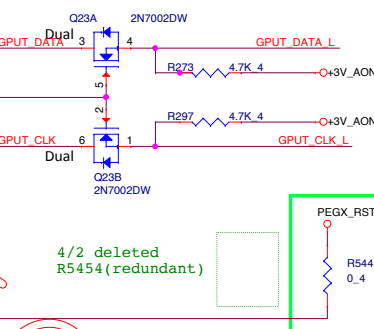 Q23A 2N7002DW
GPUT_DATA Dual 3 4 GPUT_DATA_L
5
R273 4.7K_4
+3V_AON
2
R297 4.7K_4
+3V_AON
GPUT_CLK 6 1 GPUT_CLK_L
Dual
Q23B
2N7002DW
PEGX_RST
4/2 deleted
R5454(redundant)
R544
0_4